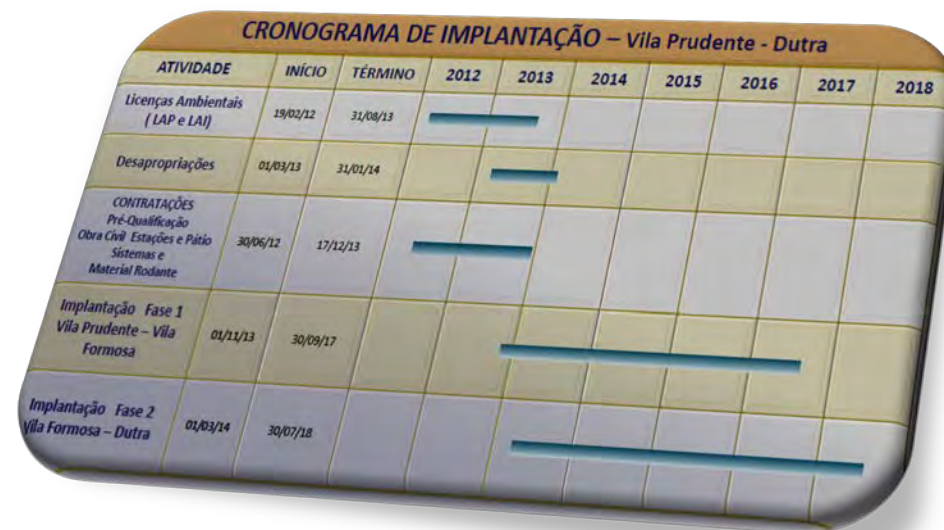 CRONOGRAMA DE IMPLANTAÇÃO – Vila Prudente - Dutra
ATIVIDADE INÍCIO TÉRMINO 2012 2013 2014 2015 2016 2017 2018
Licenças Ambientais
( LAP e LAI)
19/02/12 31/08/13
Desapropriações 01/03/13 31/01/14
CONTRATAÇÕES
Pré-Qualificação
Obra Civil Estações e Pátio
Sistemas e
Material Rodante
30/06/12 17/12/13
Implantação Fase 1
Vila Prudente – Vila
Formosa
01/11/13 30/09/17
Implantação Fase 2
Vila Formosa – Dutra
01/03/14 30/07/18